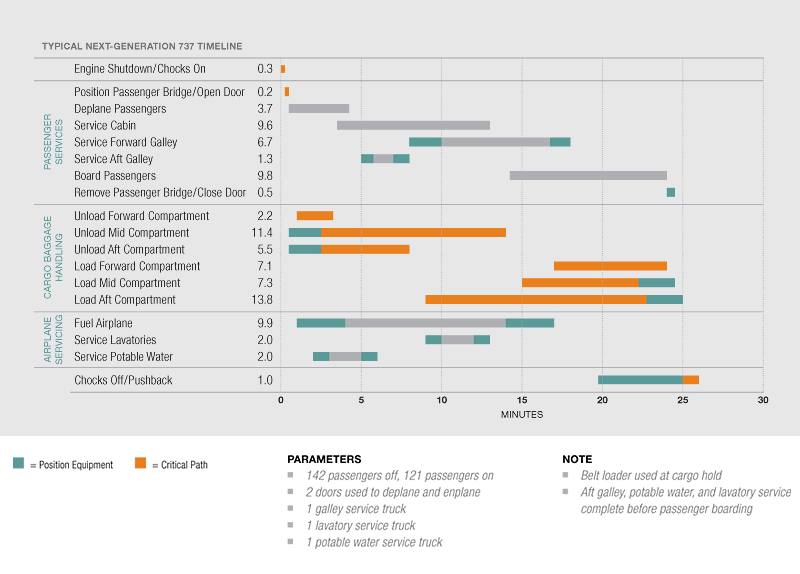 TYPICAL NEXT-GENERATION 737 TIMELINE
Engine Shutdown/Chocks On 0.3
PASSENGER
SERVICES
Position Passenger Bridge/Open Door 0.2
Deplane Passengers 3.7
Service Cabin 9.6
Service Forward Galley 6.7
Service Aft Galley 1.3
Board Passengers 9.8
Remove Passenger Bridge/Close Door 0.5
CARGO BAGGAGE
HANDLING
Unload Forward Compartment 2.2
Unload Mid Compartment 11.4
Unload Aft Compartment 5.5
Load Forward Compartment 7.1
Load Mid Compartment 7.3
Load Aft Compartment 13.8
AIRPLANE
SERVICING
Fuel Airplane 9.9
Service Lavatories 2.0
Service Potable Water 2.0
Chocks Off/Pushback 1.0
0 5 10 15 20 25 30
MINUTES
= Position Equipment
= Critical Path
PARAMETERS
142 passengers off, 121 passengers on
2 doors used to deplane and enplane
1 galley service truck
1 lavatory service truck
1 potable water service truck
NOTE
Belt loader used at cargo hold
Aft galley, potable water, and lavatory service
complete before passenger boarding